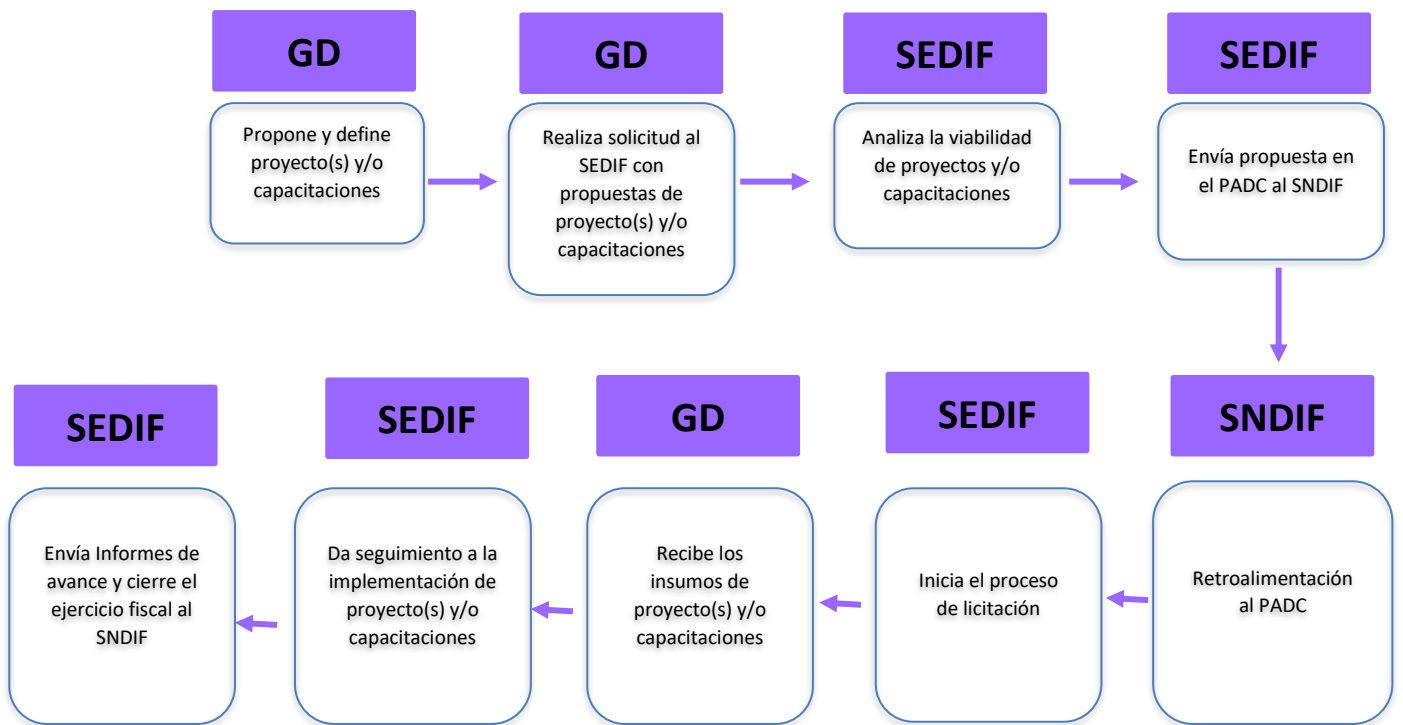 GD
Propone y define
proyecto(s) y/o
capacitaciones
GD
Realiza solicitud al
SEDIF con
propuestas de
proyecto(s) y/o
capacitaciones
SEDIF
Analiza la viabilidad
de proyectos y/o
capacitaciones
SEDIF
Envía propuesta en
el PADC al SNDIF
SNDIF
Retroalimentación
al PADC
SEDIF
Inicia el proceso
de licitación
GD
Recibe los
insumos de
proyecto(s) y/o
capacitaciones
SEDIF
Da seguimiento a la
implementación de
proyecto(s) y/o
capacitaciones
SEDIF
Envía Informes de
avance y cierre el
ejercicio fiscal al
SNDIF